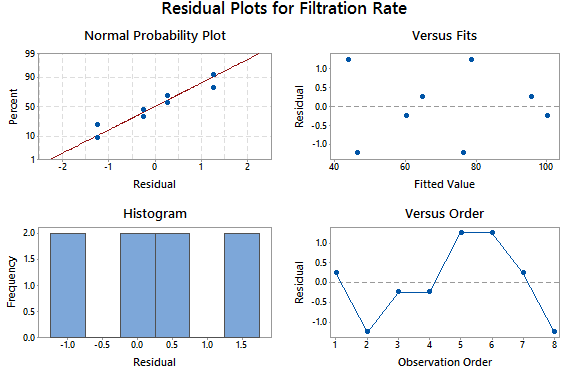 Residual Plots for Filtration Rate
Normal Probability Plot
Percent
99
90
50
10
1
-2 -1 0 1 2
Residual
Versus Fits
Residual
1.0
0.5
0.0
-0.5
-1.0
40 60 80 100
Fitted Value
Histogram
Frequency
2.0
1.5
1.0
0.5
0.0
-1.0 -0.5 0.0 0.5 1.0 1.5
Residual
Versus Order
Residual
1.0
0.5
0.0
-0.5
-1.0
1 2 3 4 5 6 7 8
Observation Order